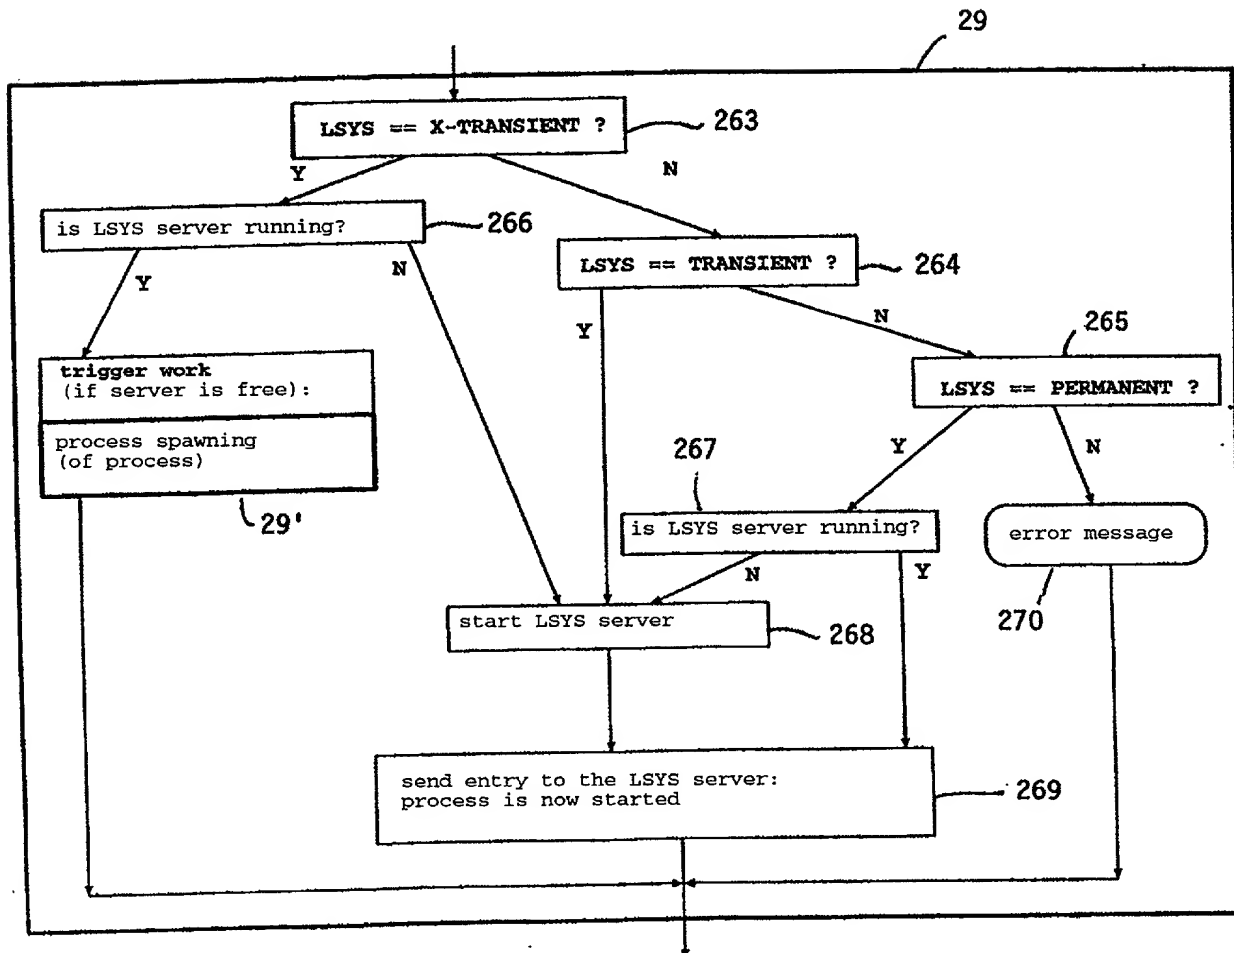 29
LSYS == X-TRANSIENT ?
263
Y
N
is LSYS server running?
266
LSYS == TRANSIENT ?
264
Y
N
Y
N
265
LSYS == PERMANENT ?
trigger work
(if server is free):
process spawning
(of process)
29'
267
Y
N
is LSYS server running?
error message
N
Y
270
start LSYS server
268
send entry to the LSYS server:
process is now started
269